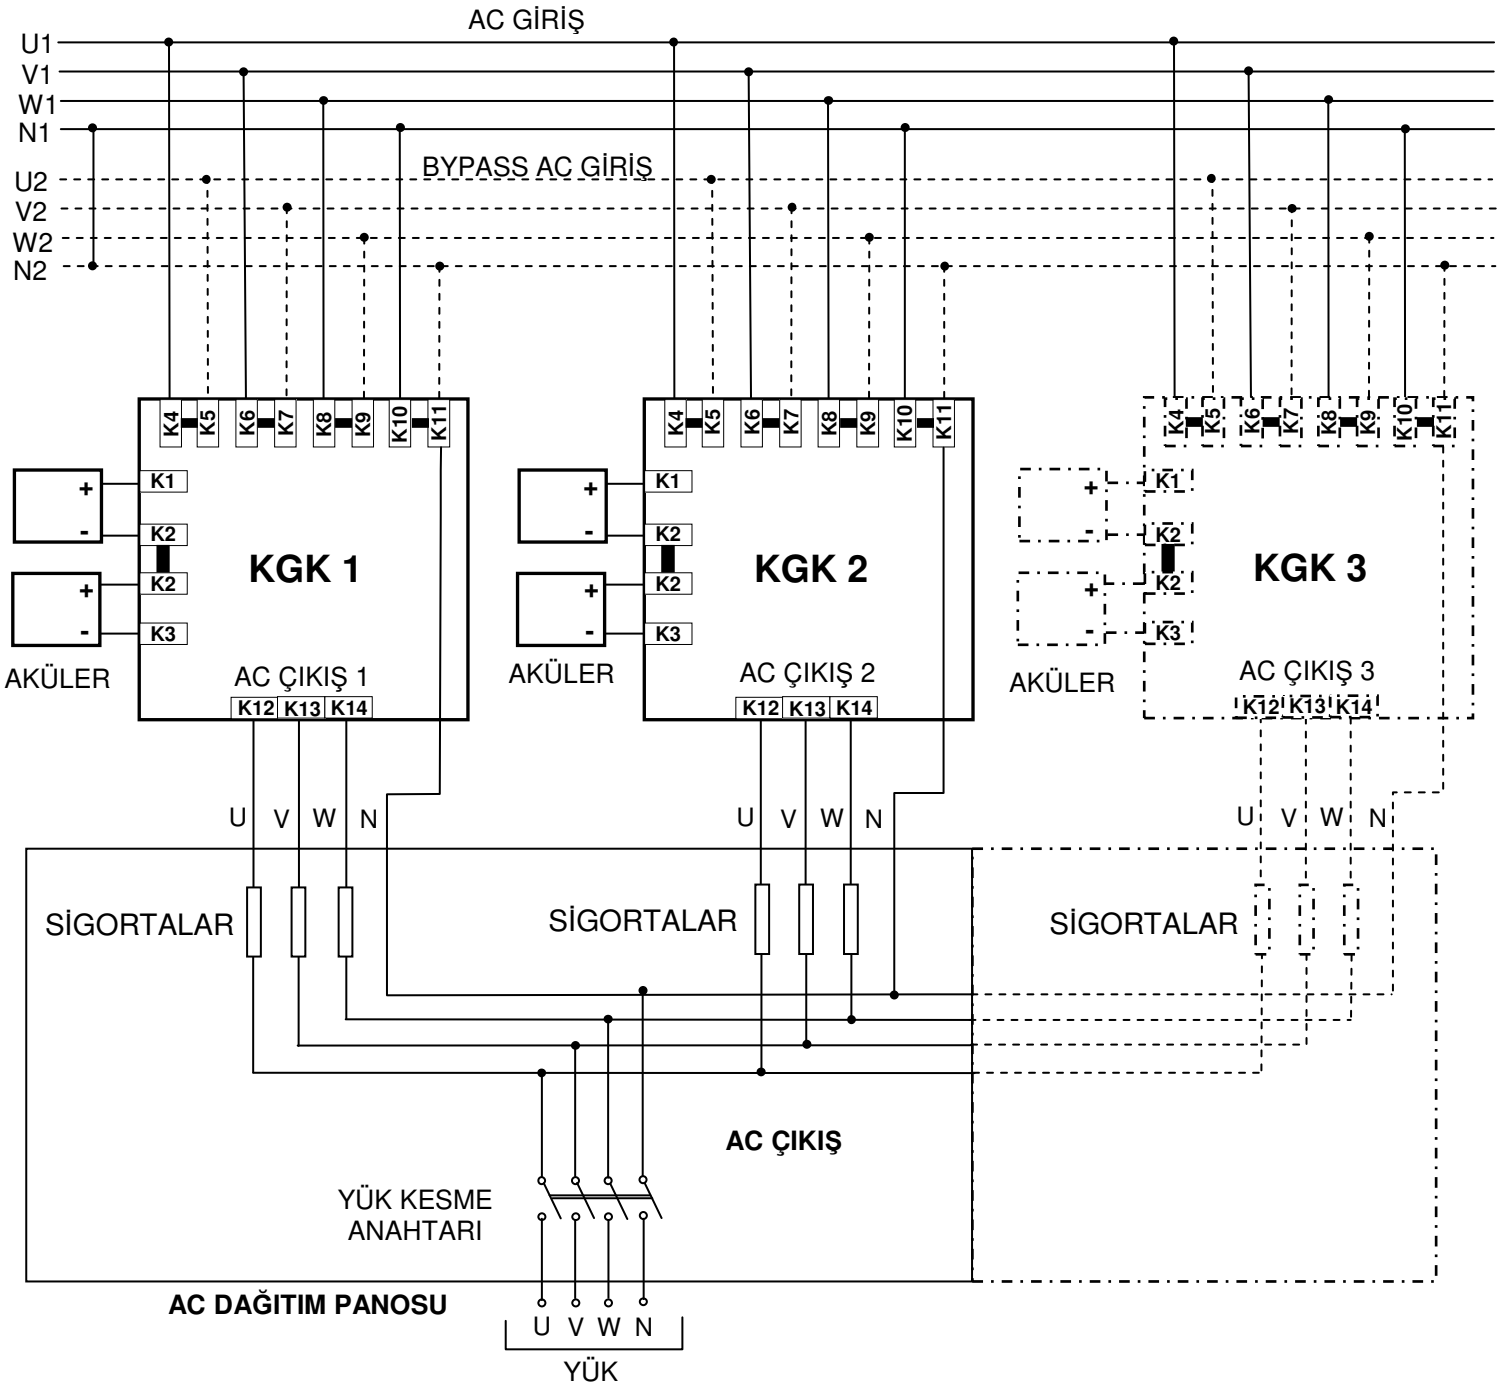 AC GİRİŞ
U1
V1
W1
N1
BYPASS AC GİRİŞ
U2
V2
W2
N2
K4 K5 K6 K7 K8 K9 K10 K11
K4 K5 K6 K7 K8 K9 K10 K11
K4 K5 K6 K7 K8 K9 K10 K11
+ K1
- K2
KGK 1
+ K2
- K3
AKÜLER
AC ÇIKIŞ 1
K12 K13 K14
+ K1
- K2
KGK 2
+ K2
- K3
AKÜLER
AC ÇIKIŞ 2
K12 K13 K14
+ K1
- K2
KGK 3
+ K2
- K3
AKÜLER
AC ÇIKIŞ 3
K12 K13 K14
U V W N
U V W N
U V W N
SİGORTALAR
SİGORTALAR
SİGORTALAR
AC ÇIKIŞ
YÜK KESME
ANAHTARI
AC DAĞITIM PANOSU
U V W N
YÜK